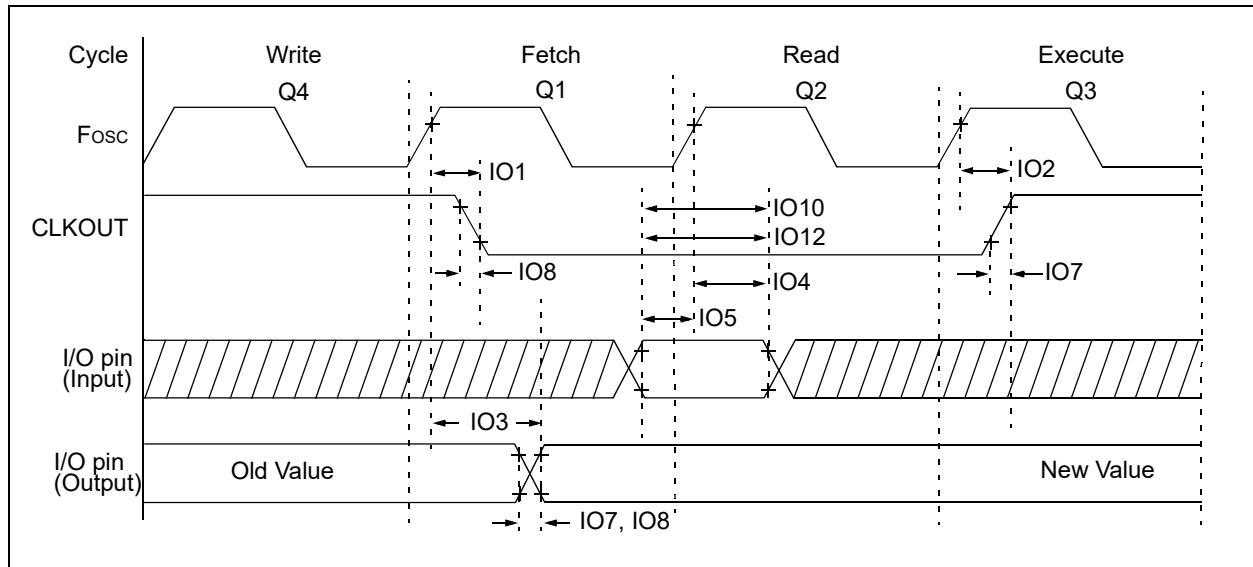 Cycle Write Fetch Read Execute
Q4 Q1 Q2 Q3
FOSC
IO1 IO2
IO10
CLKOUT
IO12
IO8 IO4 IO7
IO5
I/O pin
(Input)
IO3
I/O pin
(Output)
Old Value New Value
IO7, IO8